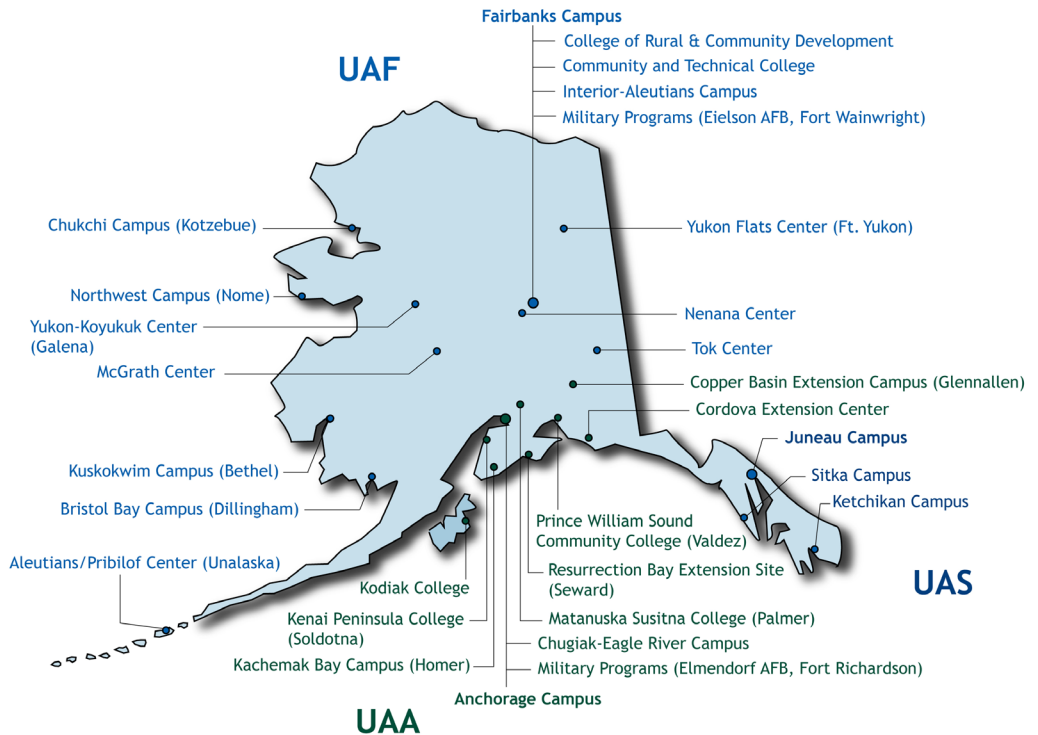 Fairbanks Campus
College of Rural & Community Development
Community and Technical College
Interior-Aleutians Campus
Military Programs (Eielson AFB, Fort Wainwright)
UAF
Chukchi Campus (Kotzebue)
Yukon Flats Center (Ft. Yukon)
Northwest Campus (Nome)
Nenana Center
Yukon-Koyukuk Center
(Galena)
Tok Center
McGrath Center
Copper Basin Extension Campus (Glennallen)
Cordova Extension Center
Juneau Campus
Kuskokwim Campus (Bethel)
Sitka Campus
Bristol Bay Campus (Dillingham)
Ketchikan Campus
Prince William Sound
Community College (Valdez)
Aleutians/Pribilof Center (Unalaska)
Resurrection Bay Extension Site
(Seward)
UAS
Kodiak College
Kenai Peninsula College
(Soldotna)
Matanuska Susitna College (Palmer)
Chugiak-Eagle River Campus
Kachemak Bay Campus (Homer)
Military Programs (Elmendorf AFB, Fort Richardson)
Anchorage Campus
UAA